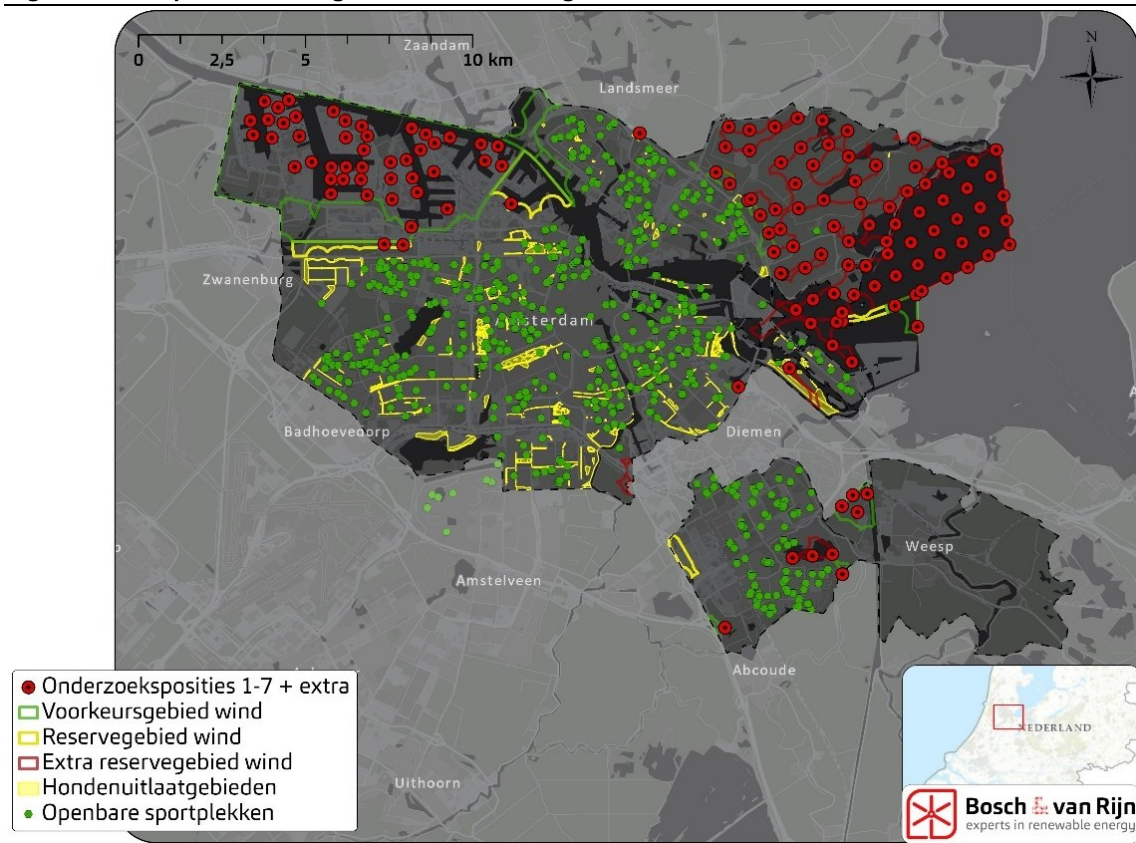 Zaandam
N
0 2,5 5 10 km
Landsmeer
Zwanenburg
Amsterdam
Badhoevedorp
Diemen
Weesp
Amstelveen
Abcoude
Onderzoeksposities 1-7 + extra
Voorkeursgebied wind
Reservegebied wind
Extra reservegebied wind
Hondenuitlaatgebieden
Openbare sportplekken
Uithoorn
NEDERLAND
Bosch & van Rijn
experts in renewable energy